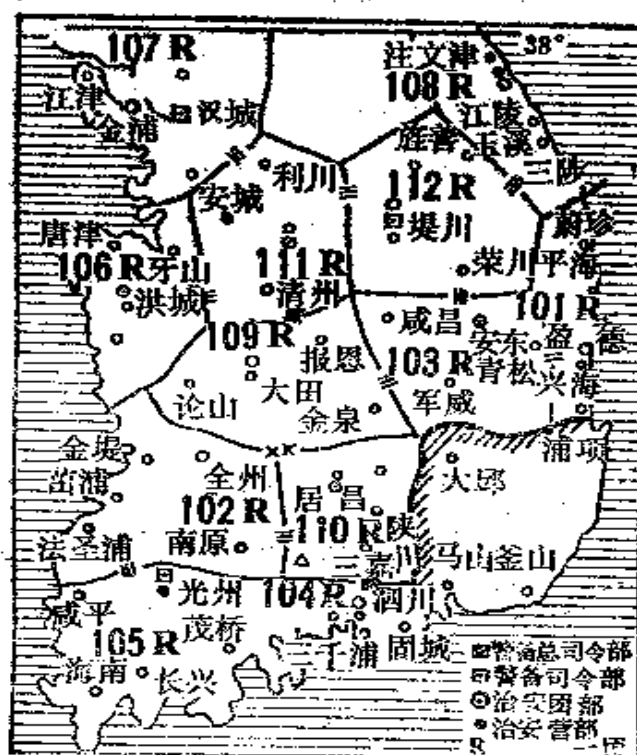 107 R
注文津
38°
江津
108 R
金浦
汉城
江陵
旌善
玉溪
三陟
利川
112 R
安城
蔚珍
堤川
唐津
荣川
平海
106 R
牙山
111 R
洪城
清州
101 R
咸昌
盈德
109 R
报恩
安东
103 R
青松
大田
军威
兴海
论山
金泉
浦项
金堤
大邱
茁浦
全州
居昌
102 R
110 R
陕川
法圣浦
南原
三嘉
马山
釜山
光州
104 R
泗川
咸平
茂桥
105 R
三千浦
固城
海南
长兴
警备总司令部
警备司令部
治安团部
治安营部
R
团